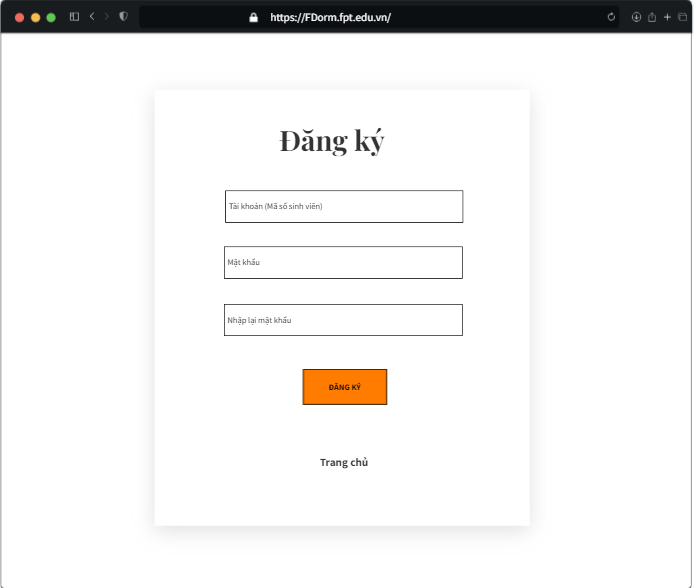 https://FDorm.fpt.edu.vn/
Đăng ký
Tài khoản (Mã số sinh viên)
Mật khẩu
Nhập lại mật khẩu
ĐĂNG KÝ
Trang chủ